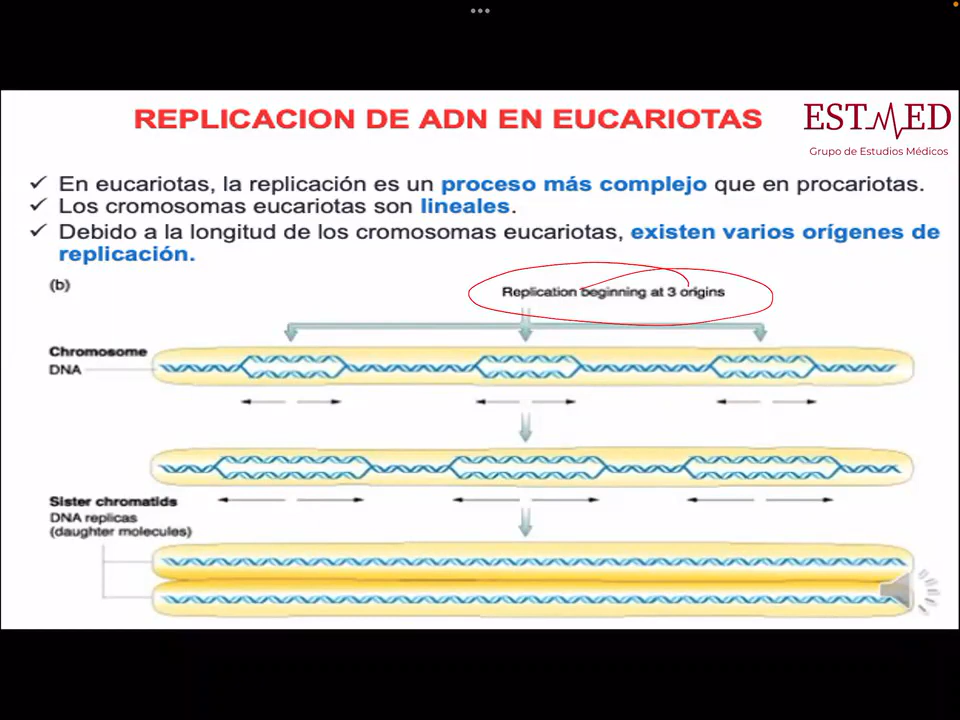 REPLICACION DE ADN EN EUCARIOTAS
ESTMED
Grupo de Estudios Médicos
✓ En eucariotas, la replicación es un proceso más complejo que en procariotas.
✓ Los cromosomas eucariotas son lineales.
✓ Debido a la longitud de los cromosomas eucariotas, existen varios orígenes de
replicación.
(b)
Replication beginning at 3 origins
Chromosome
DNA
Sister chromatids
DNA replicas
(daughter molecules)